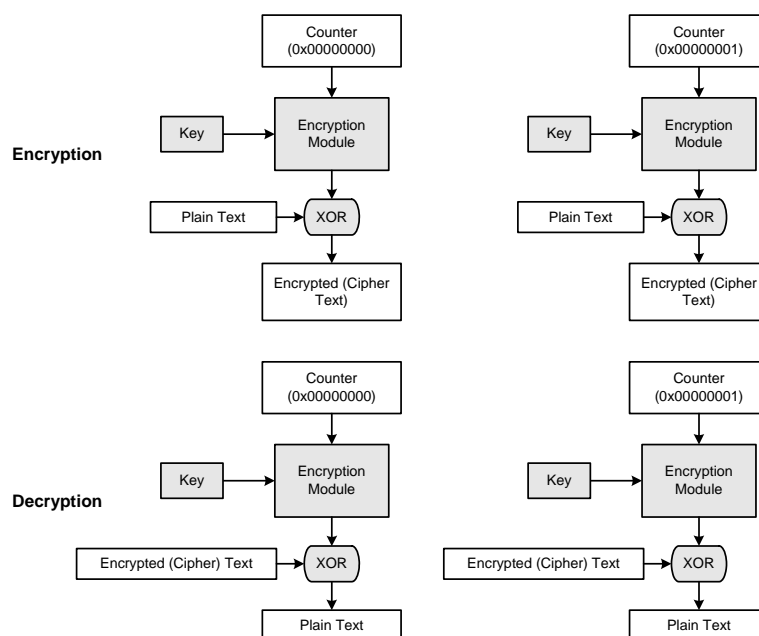 Counter
(0x00000000)
Counter
(0x00000001)
Key
Encryption
Module
Key
Encryption
Module
Encryption
Plain Text
XOR
Plain Text
XOR
Encrypted (Cipher
Text)
Encrypted (Cipher
Text)
Counter
(0x00000000)
Counter
(0x00000001)
Key
Encryption
Module
Key
Encryption
Module
Decryption
Encrypted (Cipher) Text
XOR
Encrypted (Cipher) Text
XOR
Plain Text
Plain Text